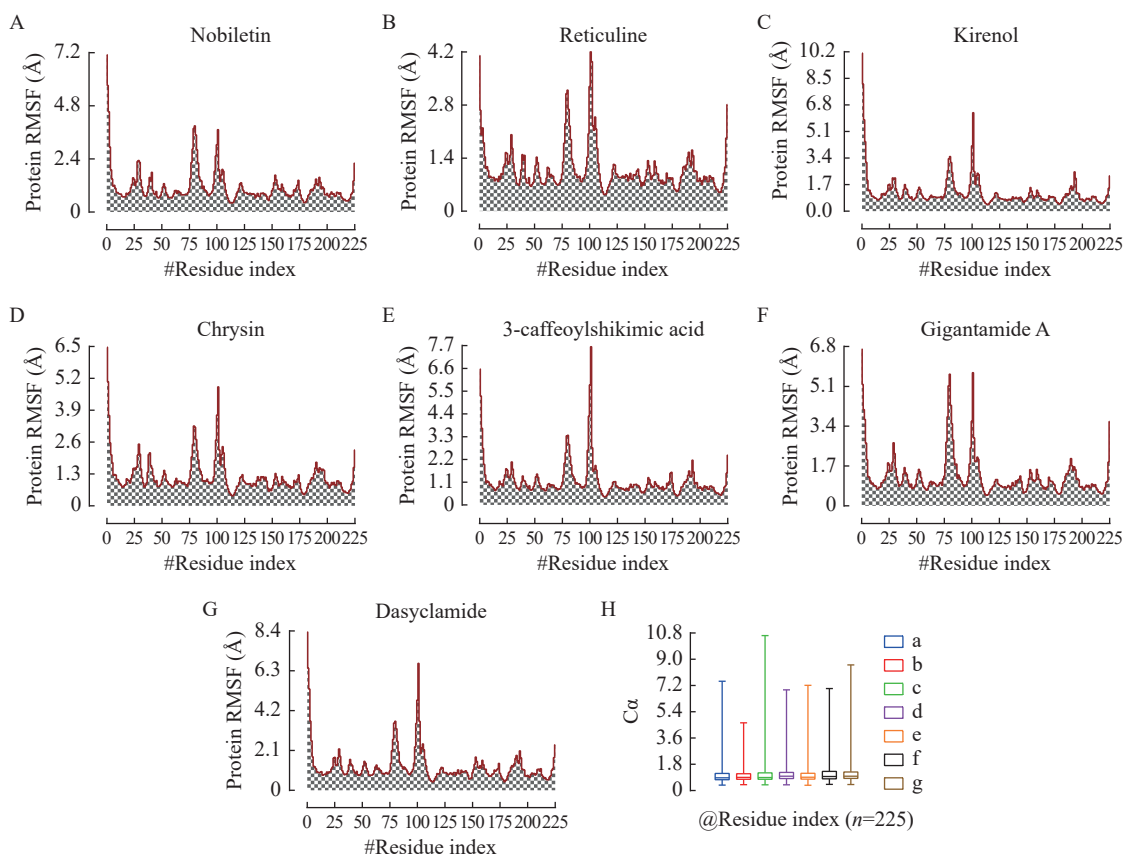 A
Nobiletin
Protein RMSF (Å)
7.2
4.8
2.4
0
0 25 50 75 100 125 150 175 200 225
#Residue index
B
Reticuline
Protein RMSF (Å)
4.2
2.8
1.4
0
0 25 50 75 100 125 150 175 200 225
#Residue index
C
Kirenol
Protein RMSF (Å)
10.2
10.5
6.8
5.1
3.4
1.7
0.0
0 25 50 75 100 125 150 175 200 225
#Residue index
D
Chrysin
Protein RMSF (Å)
6.5
5.2
3.9
2.6
1.3
0
0 25 50 75 100 125 150 175 200 225
#Residue index
E
3-caffeoylshikimic acid
Protein RMSF (Å)
7.7
6.6
5.5
4.4
3.3
2.2
1.1
0
0 25 50 75 100 125 150 175 200 225
#Residue index
F
Gigantamide A
Protein RMSF (Å)
6.8
5.1
3.4
1.7
0
0 25 50 75 100 125 150 175 200 225
#Residue index
G
Dasyclamide
Protein RMSF (Å)
8.4
6.3
4.2
2.1
0
0 25 50 75 100 125 150 175 200 225
#Residue index
H
Cα
10.8
9.0
7.2
5.4
3.6
1.8
0
@Residue index (n=225)
a
b
c
d
e
f
g